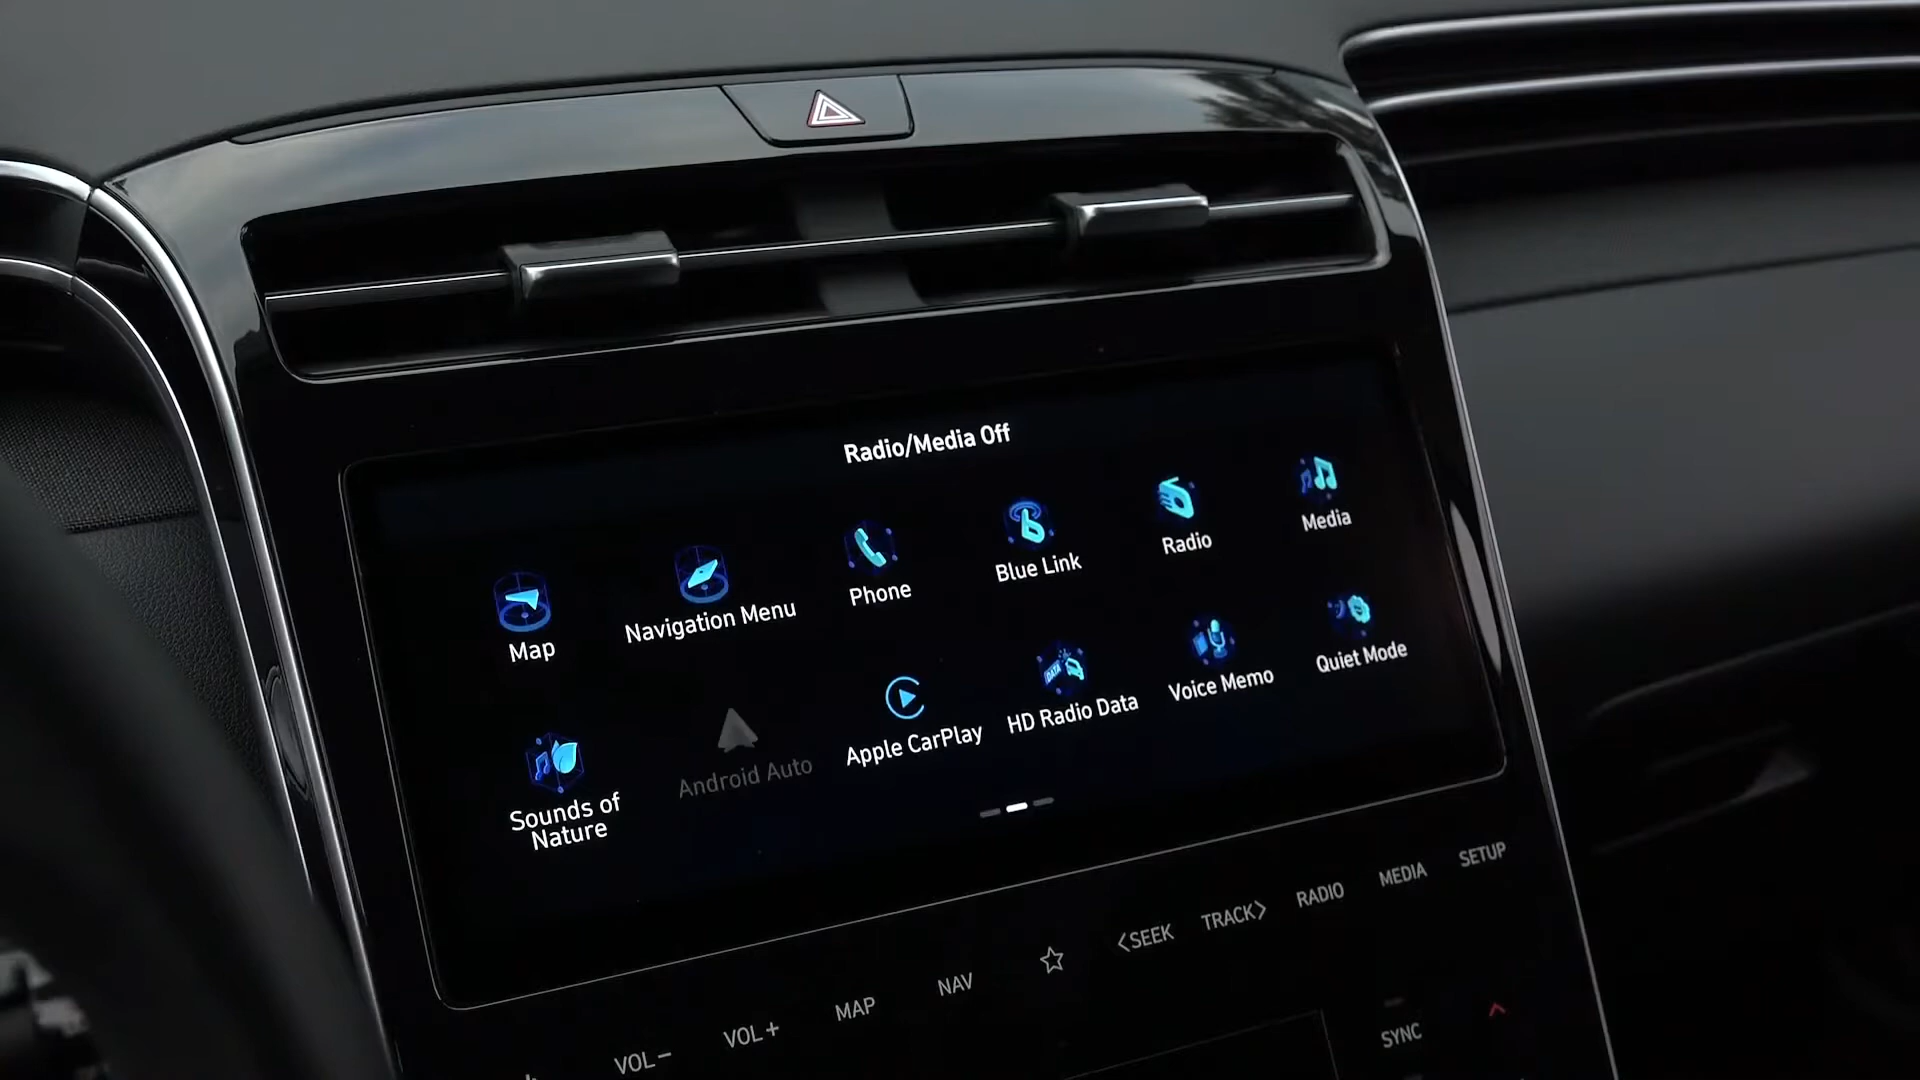 Radio/Media Off
Map
Navigation Menu
Phone
Blue Link
Radio
Media
Sounds of
Nature
Android Auto
Apple CarPlay
DATA
HD Radio Data
Voice Memo
Quiet Mode
VOL−
VOL+
MAP
NAV
<SEEK
TRACK>
RADIO
MEDIA
SETUP
SYNC